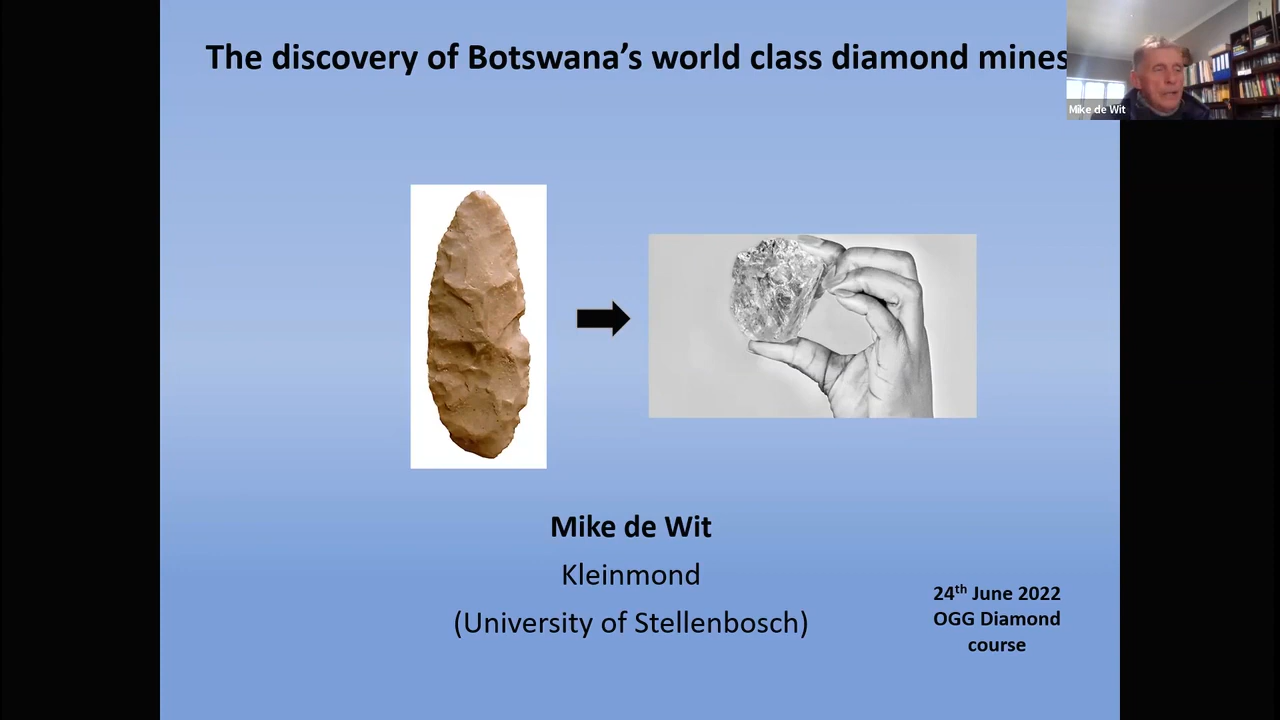 The discovery of Botswana’s world class diamond mines
Mike de Wit
Mike de Wit
Kleinmond
(University of Stellenbosch)
24th June 2022
OGG Diamond
course